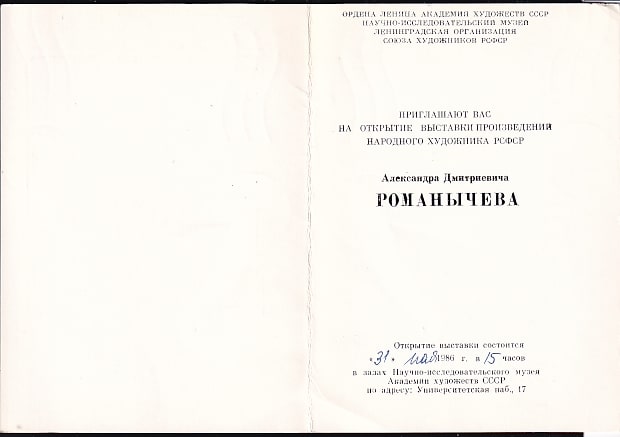 ОРДЕНА ЛЕНИНА АКАДЕМИЯ ХУДОЖЕСТВ СССР
НАУЧНО-ИССЛЕДОВАТЕЛЬСКИЙ МУЗЕЙ
ЛЕНИНГРАДСКАЯ ОРГАНИЗАЦИЯ
СОЮЗА ХУДОЖНИКОВ РСФСР
ПРИГЛАШАЮТ ВАС
НА ОТКРЫТИЕ ВЫСТАВКИ ПРОИЗВЕДЕНИЙ
НАРОДНОГО ХУДОЖНИКА РСФСР
Александра Дмитриевича
РОМАНЫЧЕВА
Открытие выставки состоится
«31» 1986 г. в 15 часов
в залах Научно-исследовательского музея
Академии художеств СССР
по адресу: Университетская наб., 17